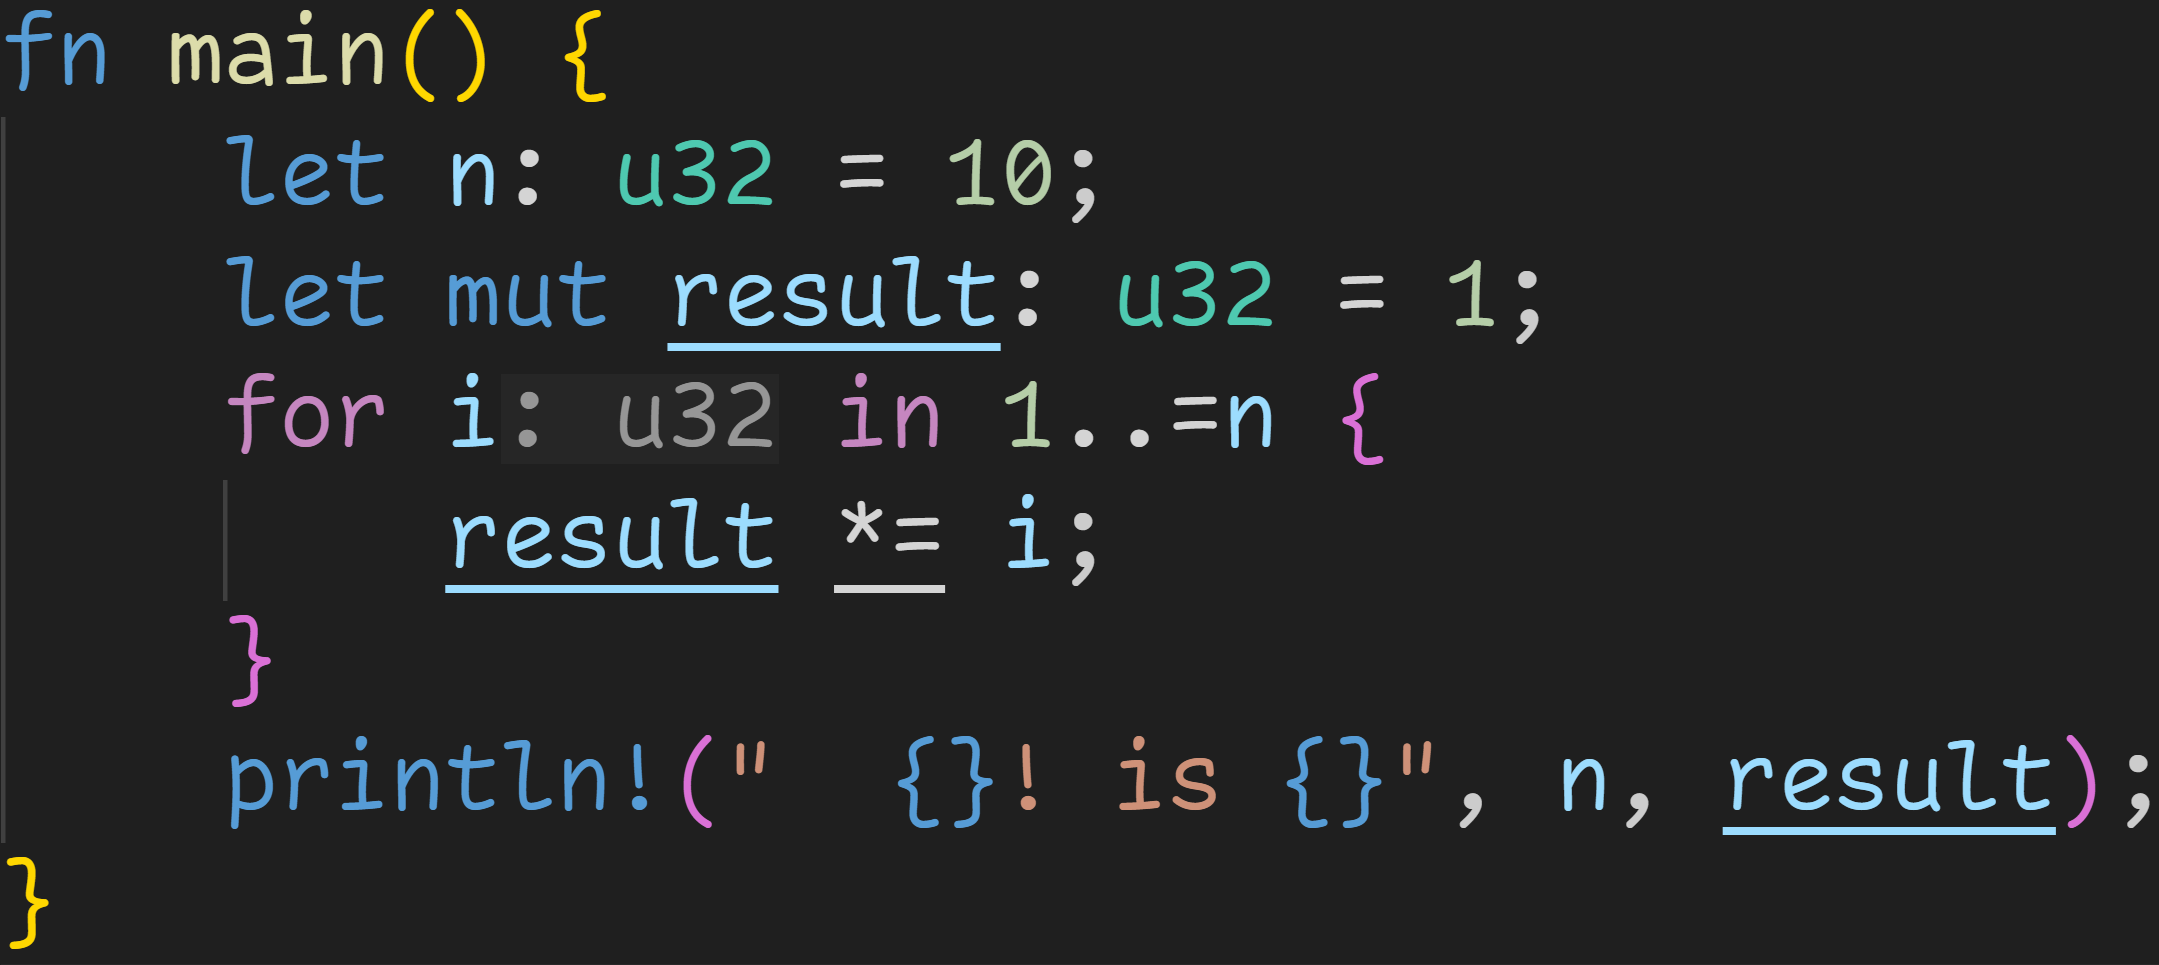 fn main() {
    let n: u32 = 10;
    let mut result: u32 = 1;
    for i: u32 in 1..=n {
        result *= i;
    }
    println!("  {}! is {}", n, result);
}